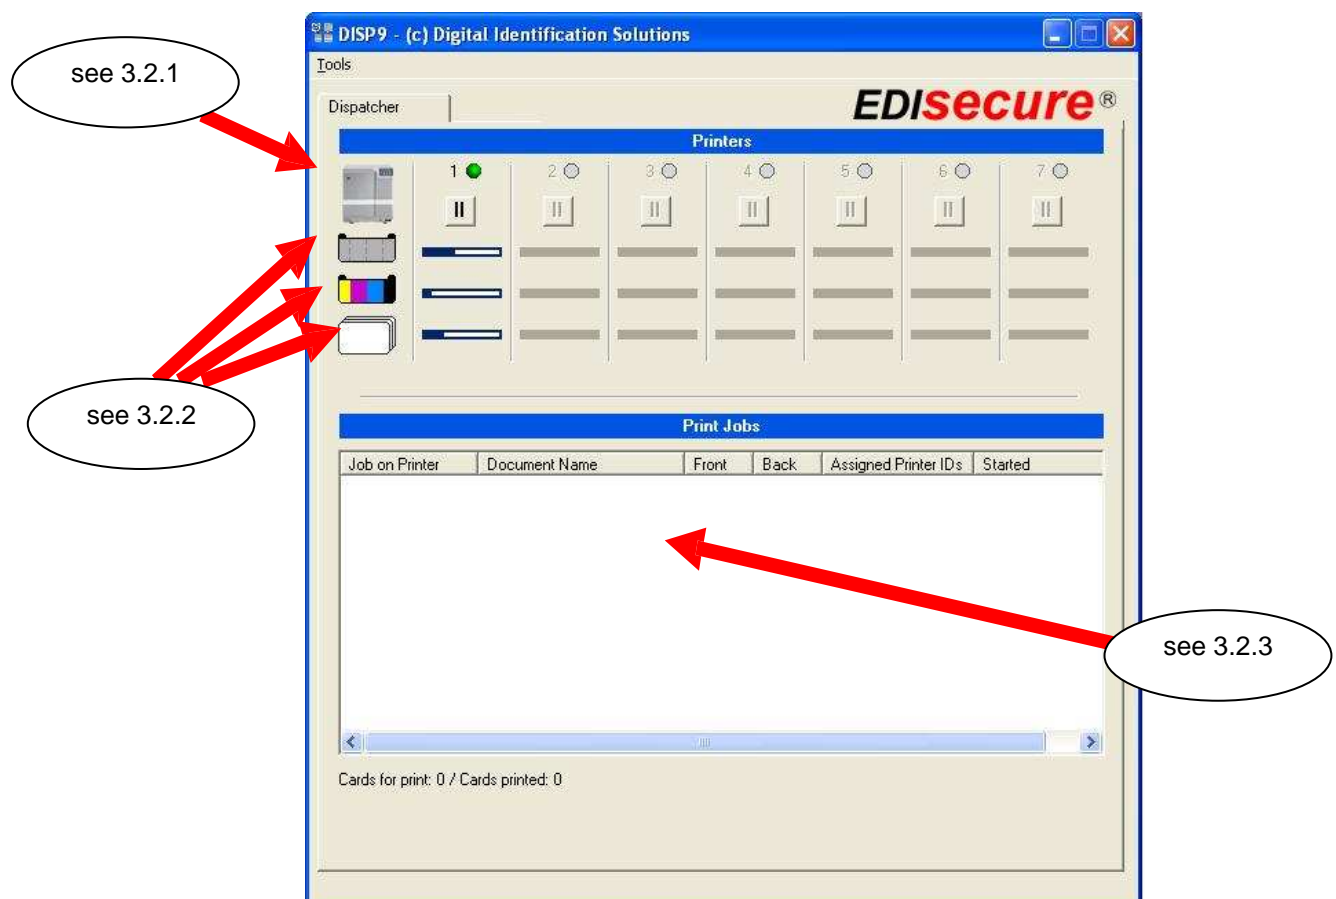 DISP9 - (c) Digital Identification Solutions
Tools
see 3.2.1
Dispatcher
EDIsecure®
Printers
1 2 3 4 5 6 7
see 3.2.2
Print Jobs
Job on Printer Document Name Front Back Assigned Printer IDs Started
see 3.2.3
Cards for print: 0 / Cards printed: 0